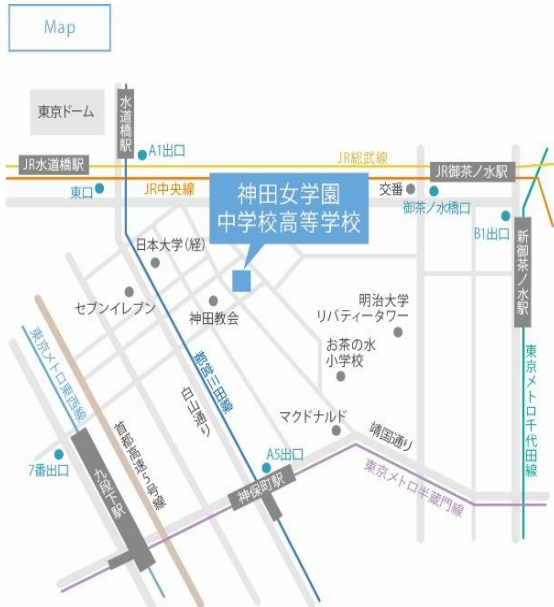 Map
東京ドーム
水道橋駅
A1出口
JR総武線
JR水道橋駅
JR御茶ノ水駅
東口
JR中央線
神田女学園
中学校高等学校
交番
御茶ノ水橋口
B1出口
日本大学(経)
新御茶ノ水駅
セブンイレブン
神田教会
明治大学
リバティータワー
お茶の水
小学校
東京メトロ東西線
首都高速5号線
白山通り
東京メトロ千代田線
マクドナルド
靖国通り
7番出口
九段下駅
A5出口
神保町駅
東京メトロ半蔵門線